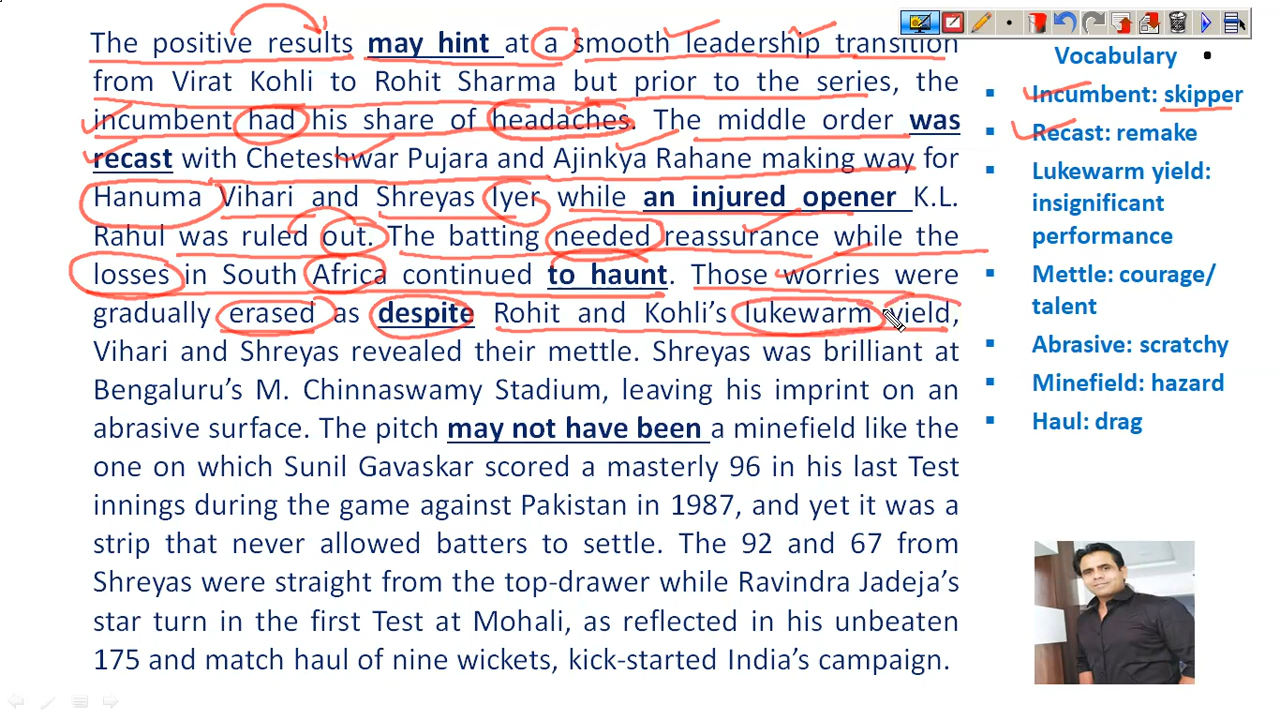 The positive results may hint at a smooth leadership transition
from Virat Kohli to Rohit Sharma but prior to the series, the
incumbent had his share of headaches. The middle order was
recast with Cheteshwar Pujara and Ajinkya Rahane making way for
Hanuma Vihari and Shreyas Iyer while an injured opener K.L.
Rahul was ruled out. The batting needed reassurance while the
losses in South Africa continued to haunt. Those worries were
gradually erased as despite Rohit and Kohli's lukewarm yield,
Vihari and Shreyas revealed their mettle. Shreyas was brilliant at
Bengaluru's M. Chinnaswamy Stadium, leaving his imprint on an
abrasive surface. The pitch may not have been a minefield like the
one on which Sunil Gavaskar scored a masterly 96 in his last Test
innings during the game against Pakistan in 1987, and yet it was a
strip that never allowed batters to settle. The 92 and 67 from
Shreyas were straight from the top-drawer while Ravindra Jadeja's
star turn in the first Test at Mohali, as reflected in his unbeaten
175 and match haul of nine wickets, kick-started India's campaign.
Vocabulary
Incumbent: skipper
Recast: remake
Lukewarm yield:
insignificant
performance
Mettle: courage/
talent
Abrasive: scratchy
Minefield: hazard
Haul: drag